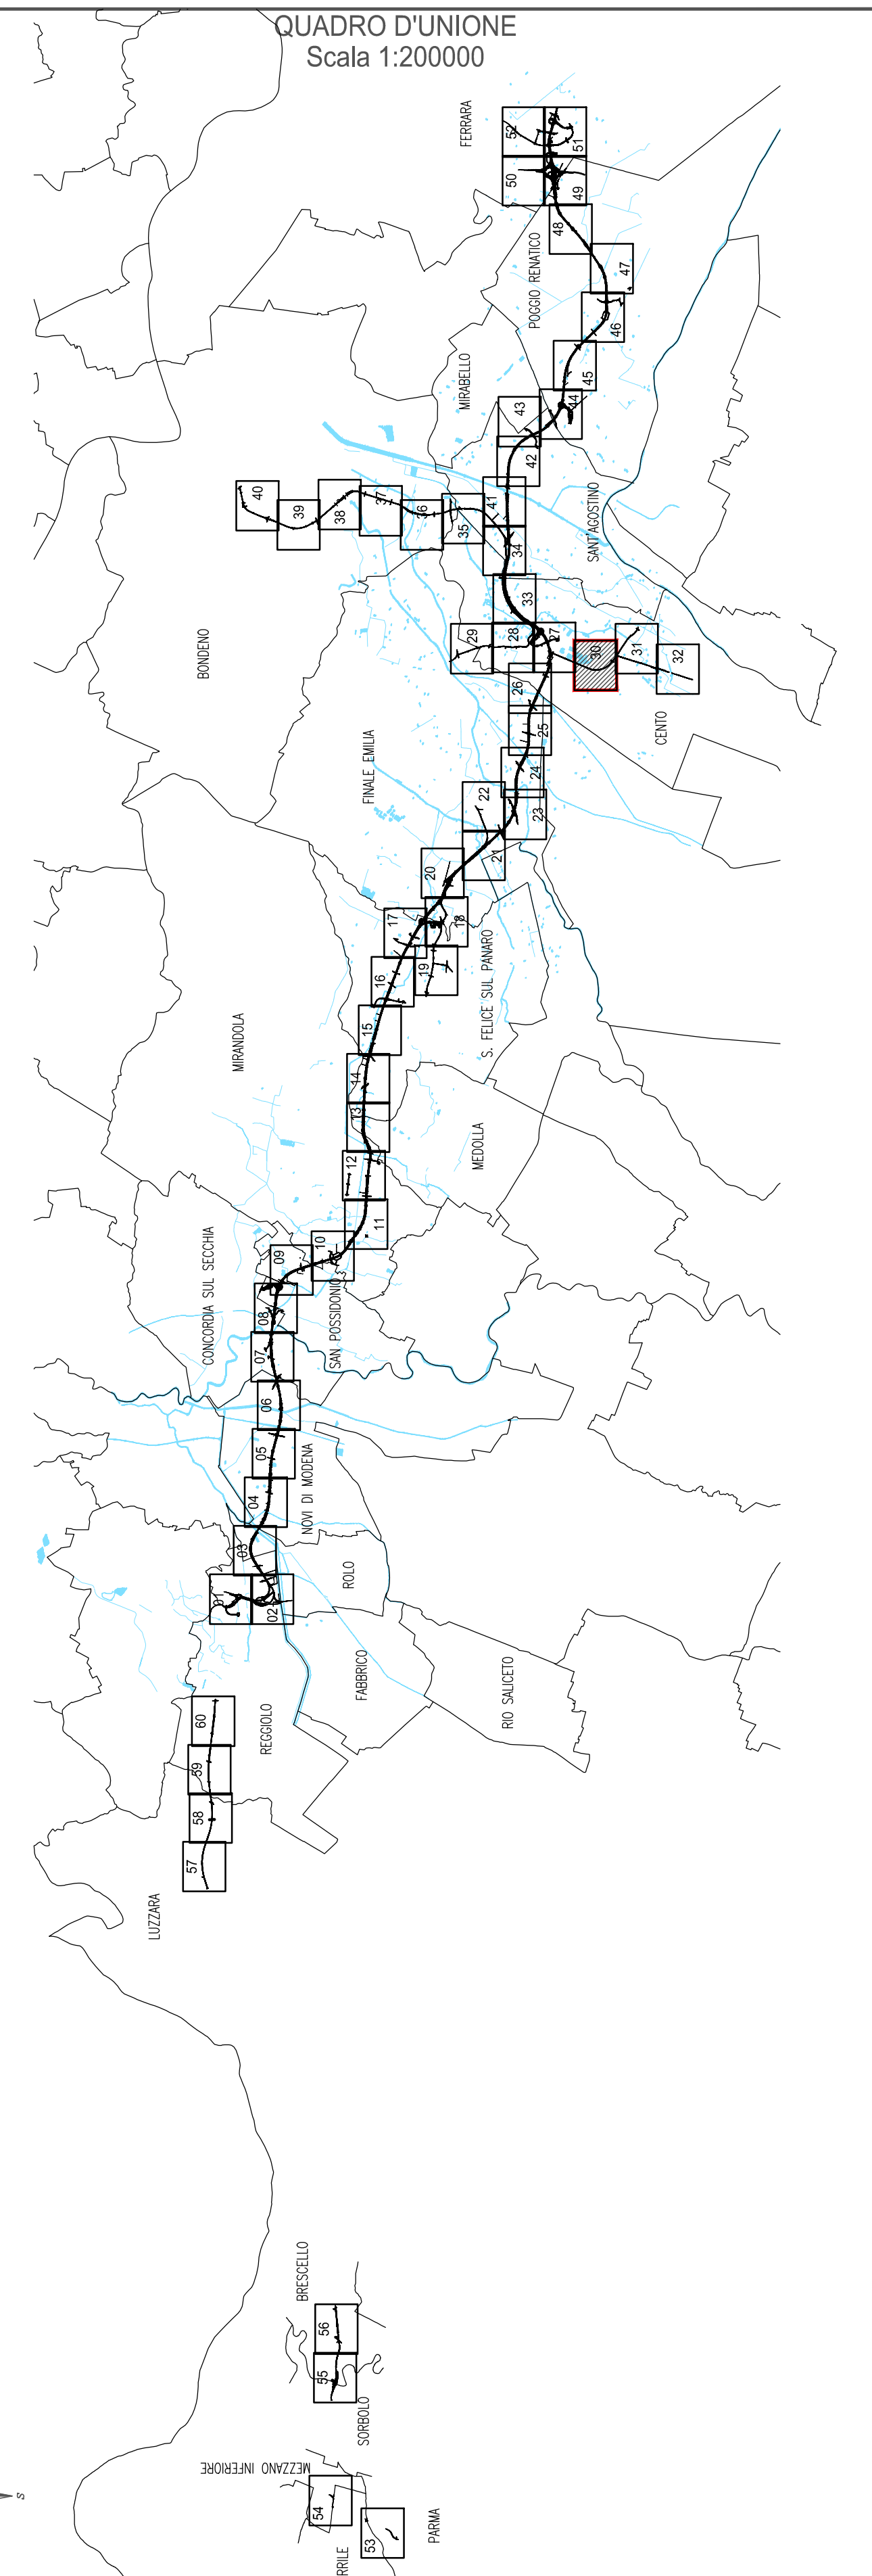 QUADRO D'UNIONE
Scala 1:200000
FERRARA
52
51
50
49
48
POGGIO RENATICO
47
46
MIRABELLO
45
44
43
42
40
39
38
37
36
41
35
34
SANT'AGOSTINO
33
BONDENO
29
28
27
30
31
32
26
CENTO
25
FINALE EMILIA
24
22
23
21
20
17
18
19
16
S. FELICE SUL PANARO
15
MIRANDOLA
14
13
MEDOLLA
12
11
10
09
CONCORDIA SUL SECCHIA
08
SAN POSSIDONIO
07
06
05
NOVI DI MODENA
04
03
ROLO
01
02
FABBRICO
RIO SALICETO
REGGIOLO
60
59
58
57
LUZZARA
BRESCELLO
56
55
SORBOLO
MEZZANO INFERIORE
S
54
53
PARMA
RRILE